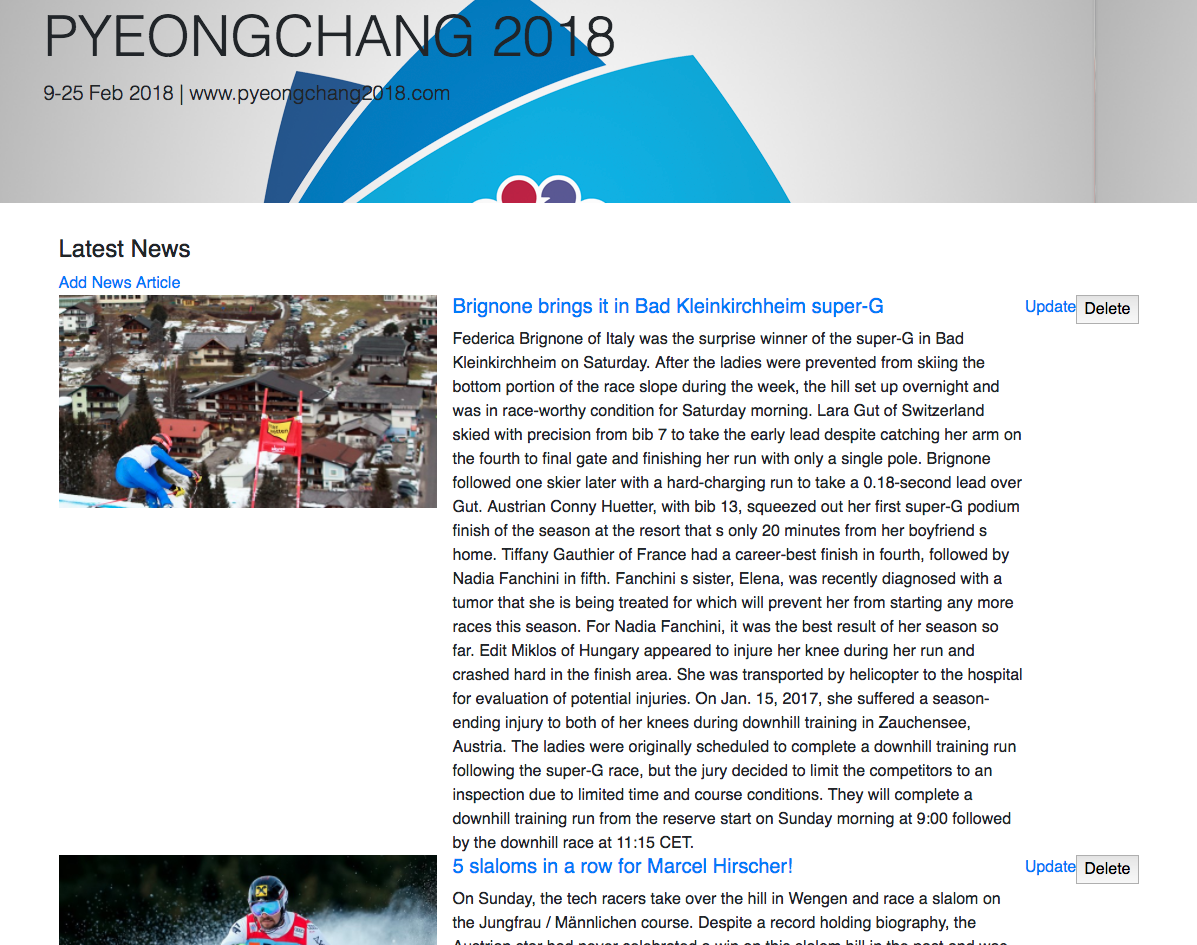 PYEONGCHANG 2018
9-25 Feb 2018 | www.pyeongchang2018.com
Latest News
Add News Article
Brignone brings it in Bad Kleinkirchheim super-G
Update
Delete
Federica Brignone of Italy was the surprise winner of the super-G in Bad
Kleinkirchheim on Saturday. After the ladies were prevented from skiing the
bottom portion of the race slope during the week, the hill set up overnight and
was in race-worthy condition for Saturday morning. Lara Gut of Switzerland
skied with precision from bib 7 to take the early lead despite catching her arm on
the fourth to final gate and finishing her run with only a single pole. Brignone
followed one skier later with a hard-charging run to take a 0.18-second lead over
Gut. Austrian Conny Huetter, with bib 13, squeezed out her first super-G podium
finish of the season at the resort that s only 20 minutes from her boyfriend s
home. Tiffany Gauthier of France had a career-best finish in fourth, followed by
Nadia Fanchini in fifth. Fanchini s sister, Elena, was recently diagnosed with a
tumor that she is being treated for which will prevent her from starting any more
races this season. For Nadia Fanchini, it was the best result of her season so
far. Edit Miklos of Hungary appeared to injure her knee during her run and
crashed hard in the finish area. She was transported by helicopter to the hospital
for evaluation of potential injuries. On Jan. 15, 2017, she suffered a season-
ending injury to both of her knees during downhill training in Zauchensee,
Austria. The ladies were originally scheduled to complete a downhill training run
following the super-G race, but the jury decided to limit the competitors to an
inspection due to limited time and course conditions. They will complete a
downhill training run from the reserve start on Sunday morning at 9:00 followed
by the downhill race at 11:15 CET.
5 slaloms in a row for Marcel Hirscher!
Update
Delete
On Sunday, the tech racers take over the hill in Wengen and race a slalom on
the Jungfrau / Männlichen course. Despite a record holding biography, the
Austrian star had never celebrated a win on this slalom hill in the past and was